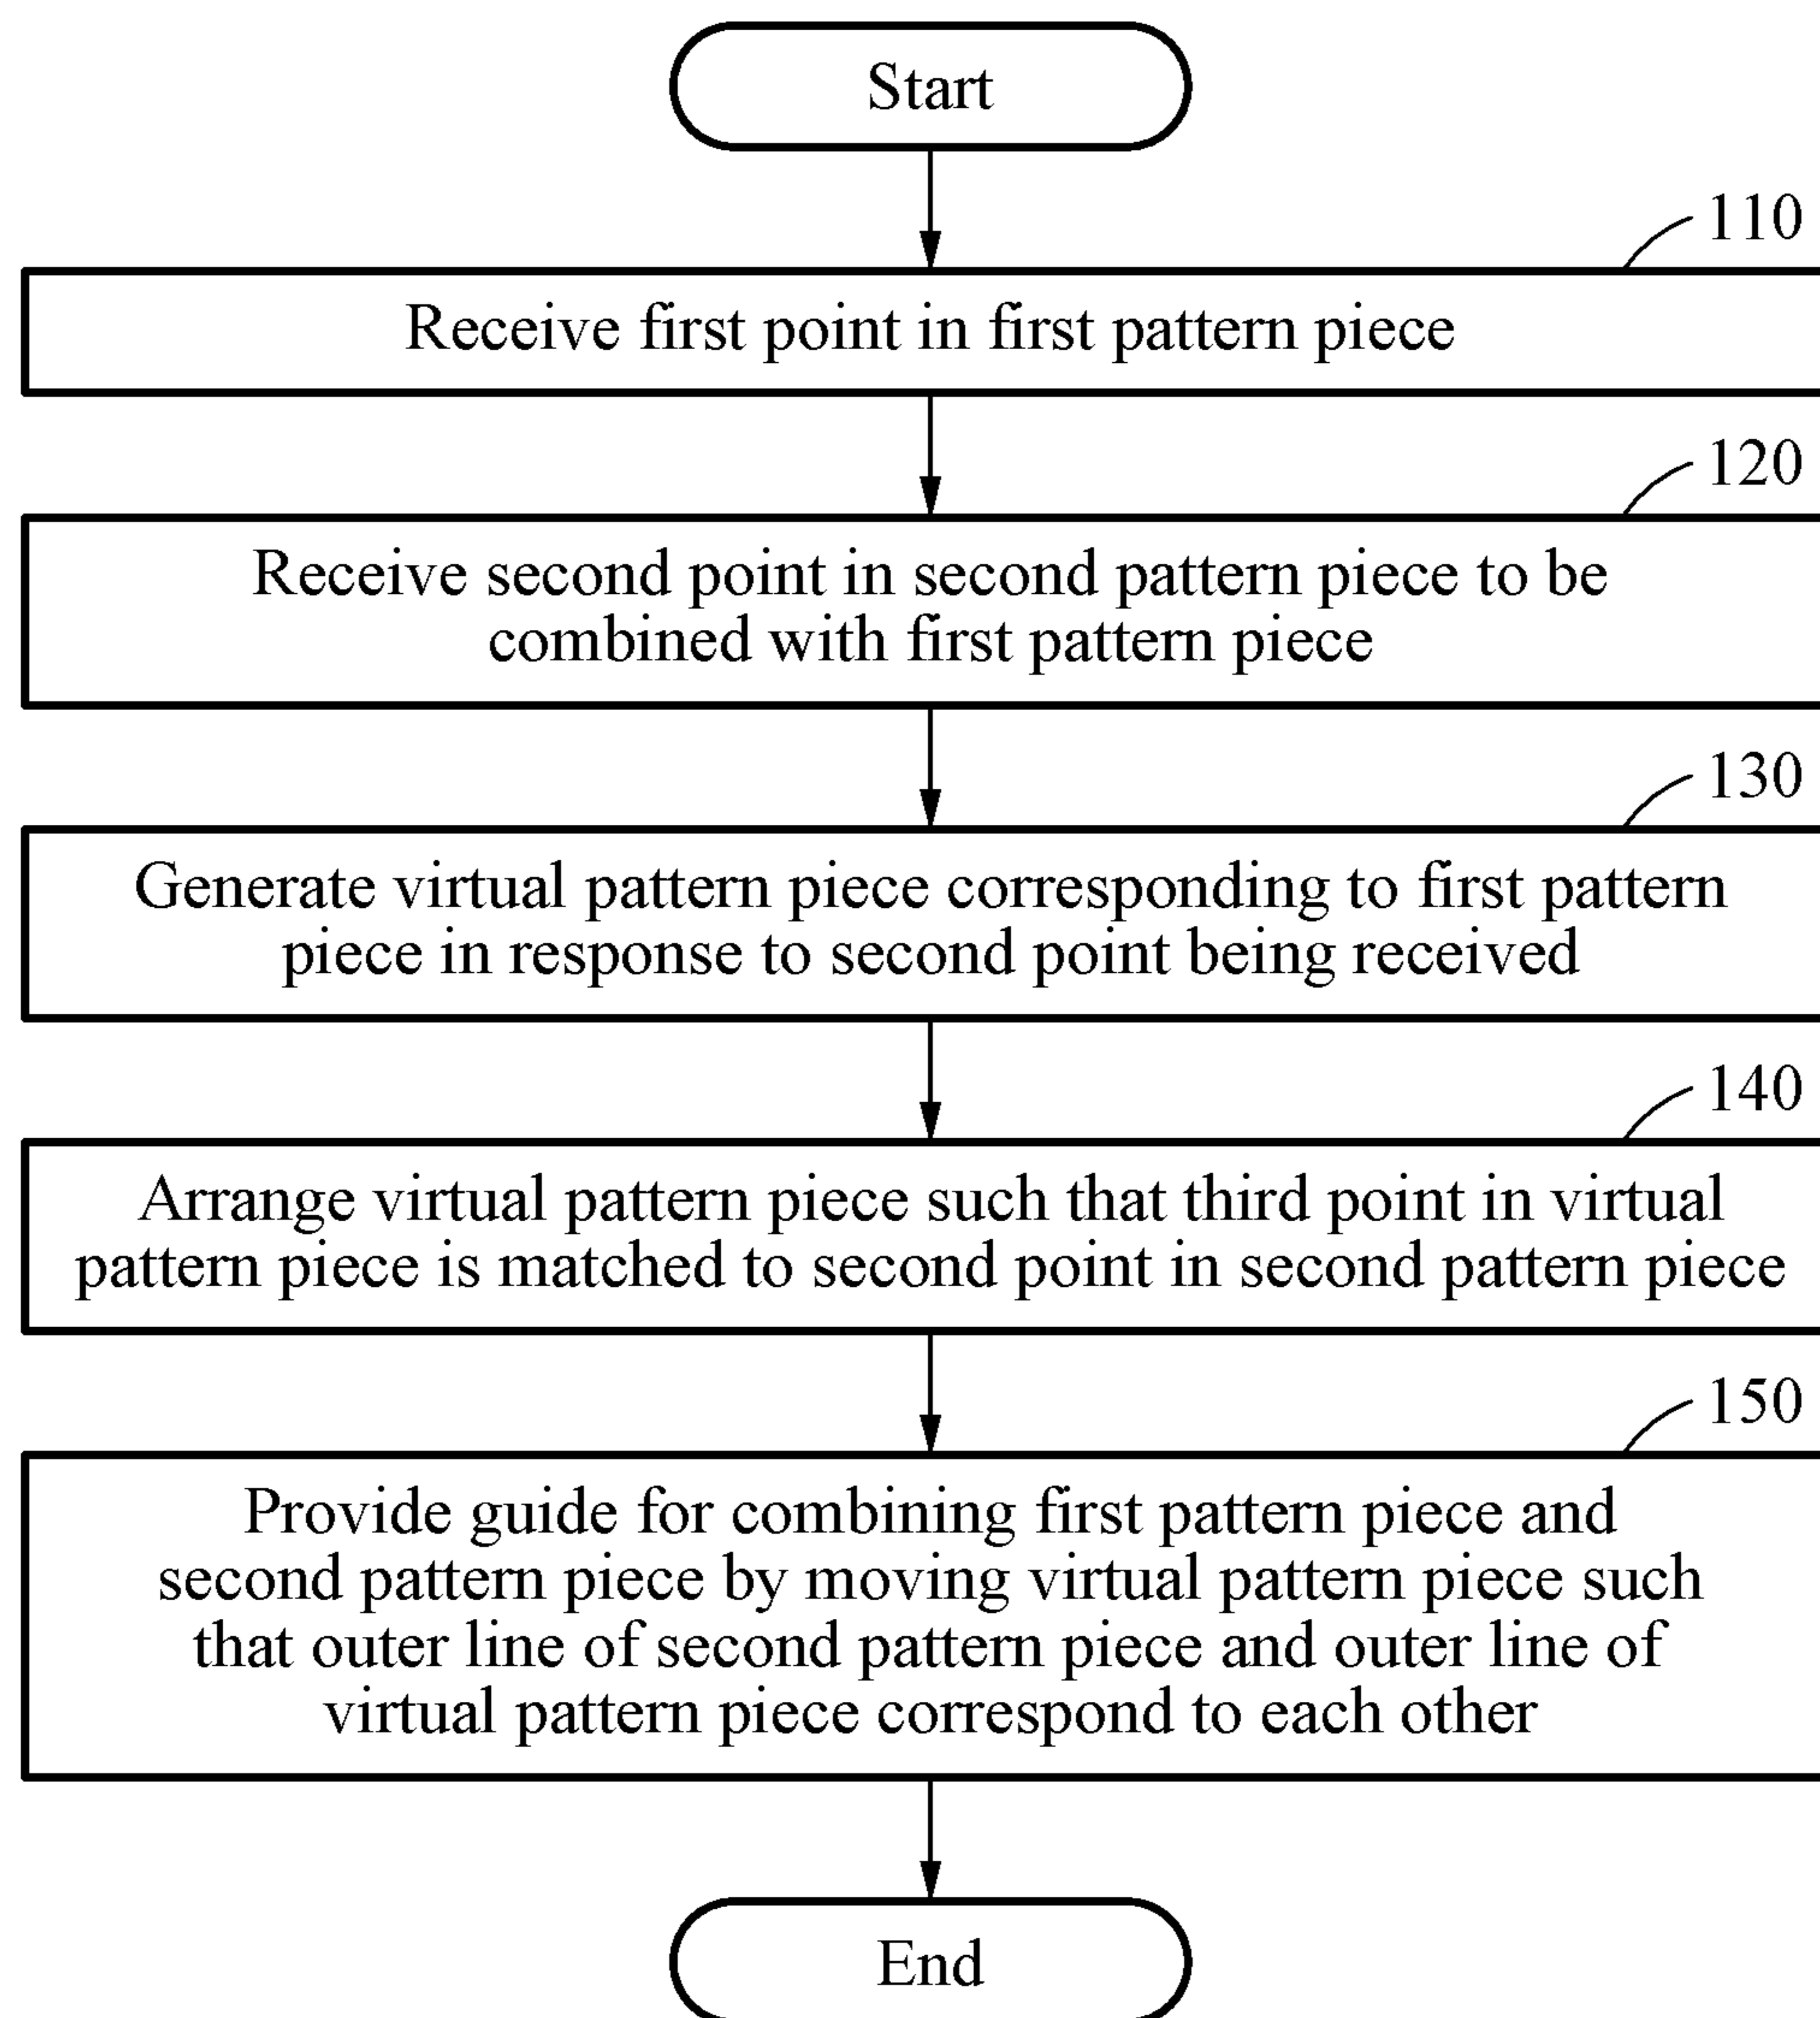 Start
110
Receive first point in first pattern piece
120
Receive second point in second pattern piece to be
combined with first pattern piece
130
Generate virtual pattern piece corresponding to first pattern
piece in response to second point being received
140
Arrange virtual pattern piece such that third point in virtual
pattern piece is matched to second point in second pattern piece
150
Provide guide for combining first pattern piece and
second pattern piece by moving virtual pattern piece such
that outer line of second pattern piece and outer line of
virtual pattern piece correspond to each other
End